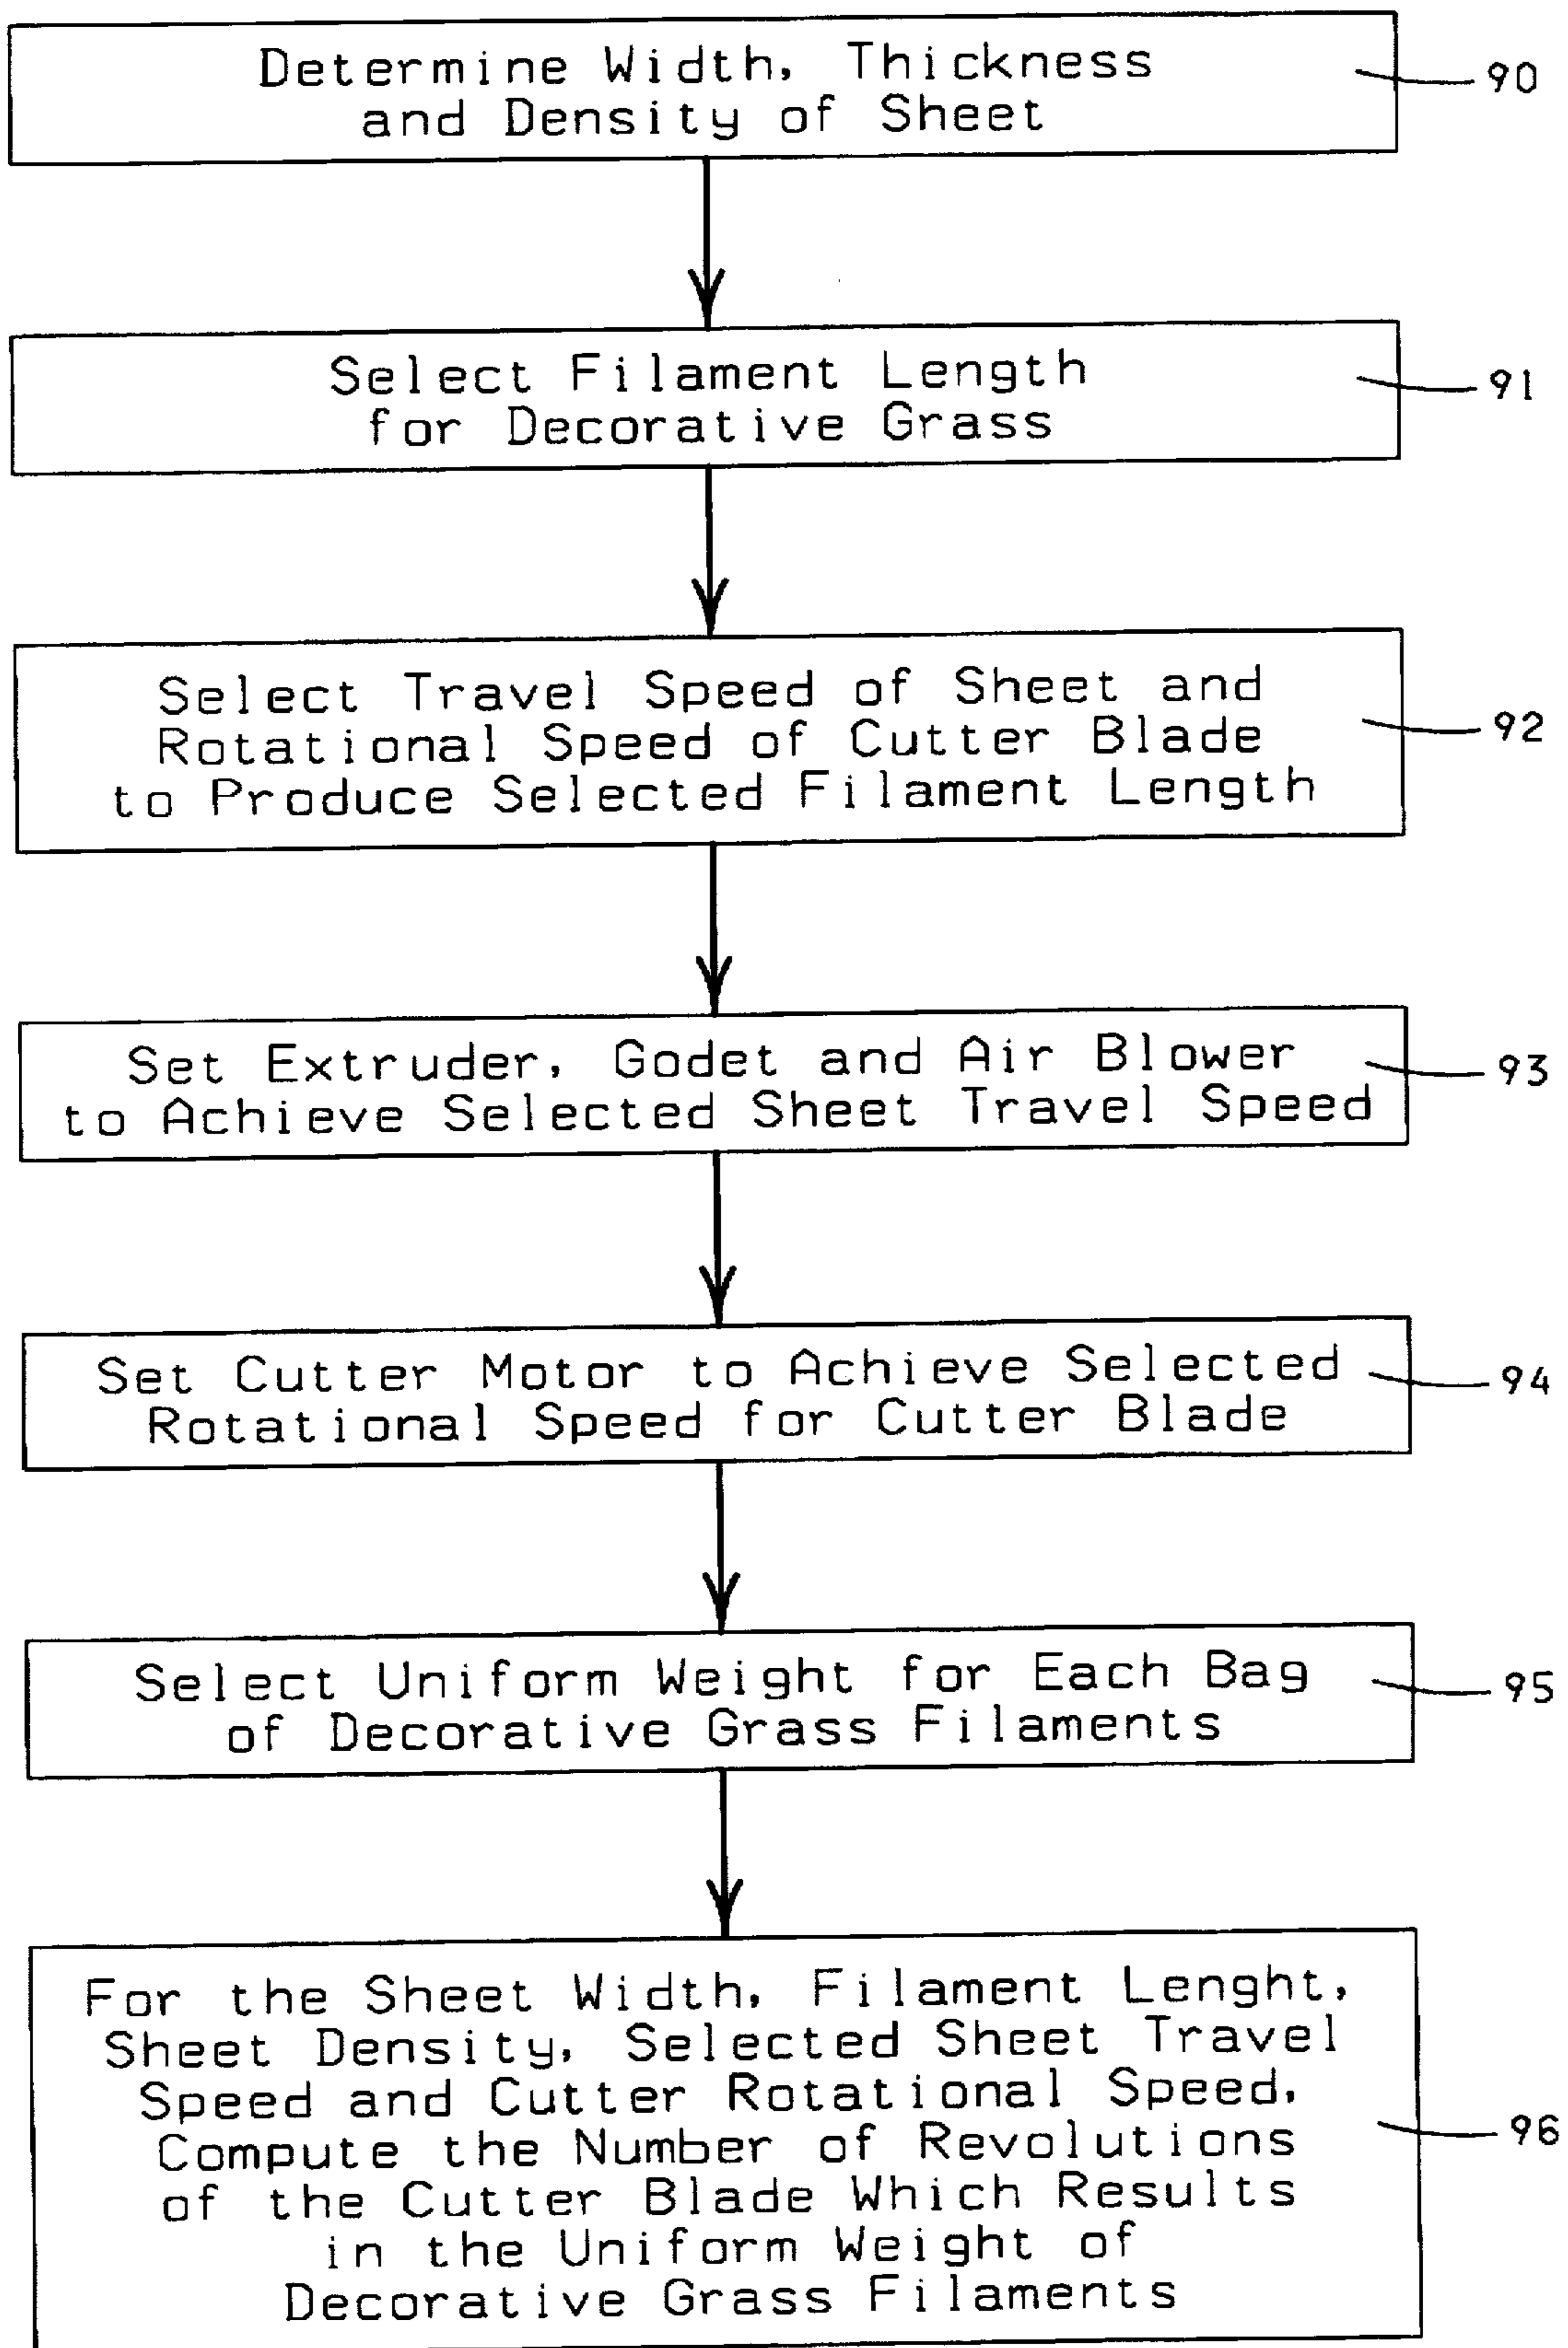 Determine Width, Thickness
and Density of Sheet
90
Select Filament Length
for Decorative Grass
91
Select Travel Speed of Sheet and
Rotational Speed of Cutter Blade
to Produce Selected Filament Length
92
Set Extruder, Godet and Air Blower
to Achieve Selected Sheet Travel Speed
93
Set Cutter Motor to Achieve Selected
Rotational Speed for Cutter Blade
94
Select Uniform Weight for Each Bag
of Decorative Grass Filaments
95
For the Sheet Width, Filament Lenght,
Sheet Density, Selected Sheet Travel
Speed and Cutter Rotational Speed,
Compute the Number of Revolutions
of the Cutter Blade Which Results
in the Uniform Weight of
Decorative Grass Filaments
96